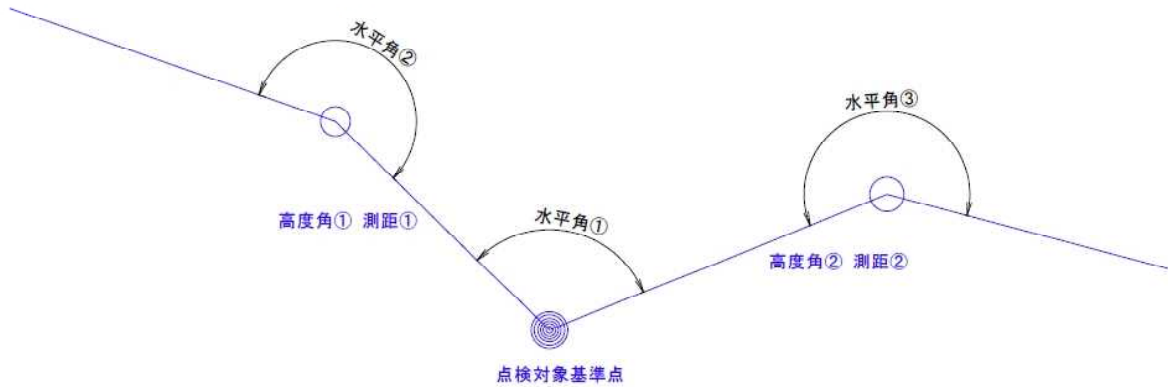 水平角②
水平角③
高度角① 測距①
水平角①
高度角② 測距②
点検対象基準点